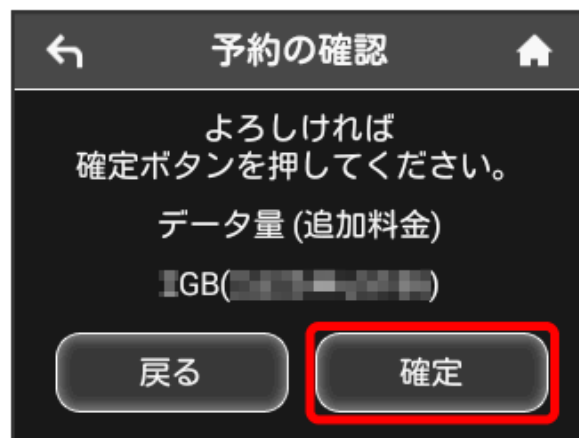 予約の確認
よろしければ
確定ボタンを押してください。
データ量 (追加料金)
GB( )
戻る
確定